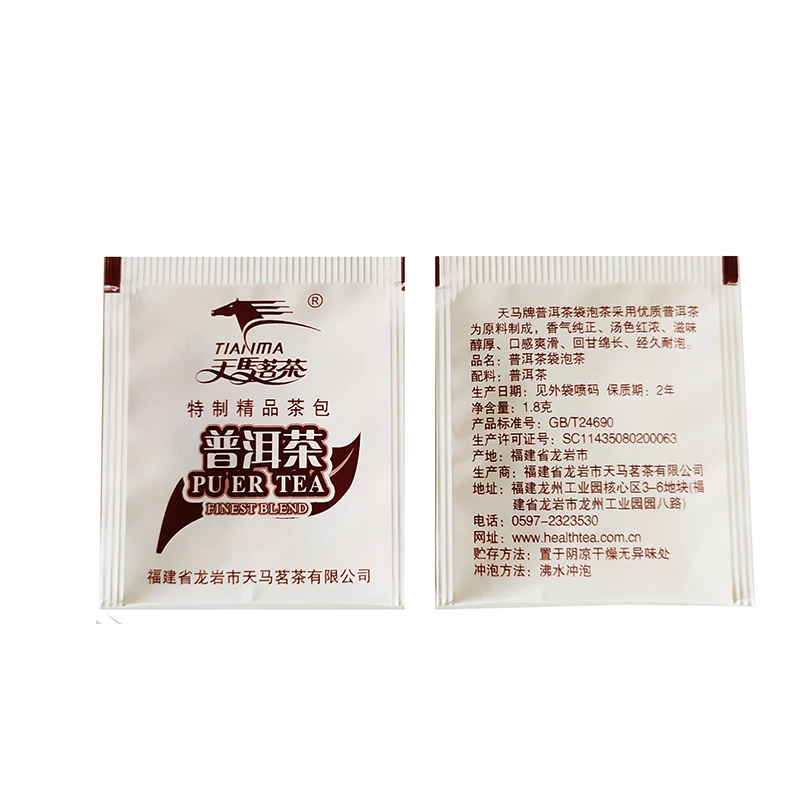 ®
TIANMA
天馬茗茶
特制精品茶包
普洱茶
PU'ER TEA
FINEST BLEND
福建省龙岩市天马茗茶有限公司
天马牌普洱茶袋泡茶采用优质普洱茶
为原料制成，香气纯正、汤色红浓、滋味
醇厚、口感爽滑、回甘绵长、经久耐泡。
品名：普洱茶袋泡茶
配料：普洱茶
生产日期：见外袋喷码 保质期：2年
净含量：1.8克
产品标准号：GB/T24690
生产许可证号：SC11435080200063
产地：福建省龙岩市
生产商：福建省龙岩市天马茗茶有限公司
地址：福建龙州工业园核心区3-6地块(福
建省龙岩市龙州工业园园八路)
电话：0597-2323530
网址：www.healthtea.com.cn
贮存方法：置于阴凉干燥无异味处
冲泡方法：沸水冲泡